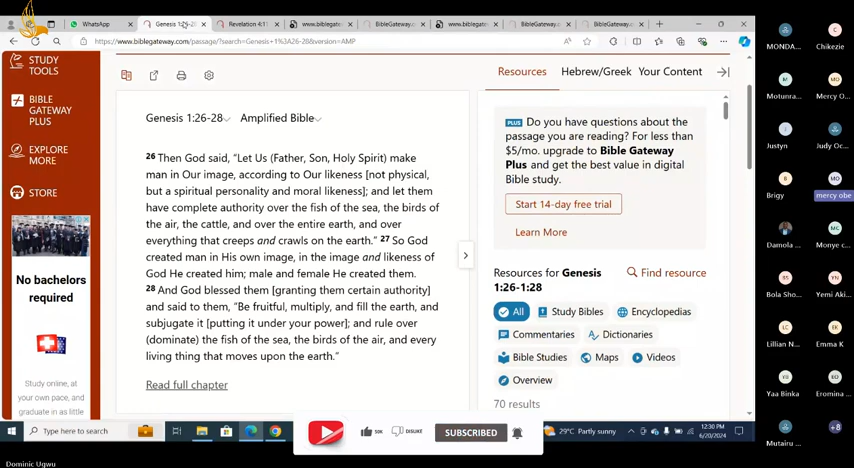 WhatsApp
Genesis 1:26-28
Revelation 4:11
www.biblegatew
BibleGateway
www.biblegatew
BibleGateway.
BibleGateway.
https://www.biblegateway.com/passage/?search=Genesis+1%3A26-28&version=AMP
STUDY
TOOLS
BIBLE
GATEWAY
PLUS
EXPLORE
MORE
STORE
No bachelors
required
Study online, at
your own pace, and
graduate in as little
Genesis 1:26-28
Amplified Bible
26 Then God said, “Let Us (Father, Son, Holy Spirit) make
man in Our image, according to Our likeness [not physical,
but a spiritual personality and moral likeness]; and let them
have complete authority over the fish of the sea, the birds of
the air, the cattle, and over the entire earth, and over
everything that creeps and crawls on the earth.” 27 So God
created man in His own image, in the image and likeness of
God He created him; male and female He created them.
28 And God blessed them [granting them certain authority]
and said to them, “Be fruitful, multiply, and fill the earth, and
subjugate it [putting it under your power]; and rule over
(dominate) the fish of the sea, the birds of the air, and every
living thing that moves upon the earth.”
Read full chapter
Resources
Hebrew/Greek
Your Content
PLUS Do you have questions about the
passage you are reading? For less than
$5/mo. upgrade to Bible Gateway
Plus and get the best value in digital
Bible study.
Start 14-day free trial
Learn More
Resources for Genesis
1:26-1:28
Find resource
All
Study Bibles
Encyclopedias
Commentaries
Dictionaries
Bible Studies
Maps
Videos
Overview
70 results
MONDA...
C
Chikezie
M
Motunra...
MO
Mercy O...
J
Justyn
Judy Oc...
B
Brigy
MO
mercy obe
Damola ...
MC
Monye c...
SS
Bola Sho...
YA
Yemi Aki...
LC
Lillian N...
EK
Emma K
YB
Yaa Binka
EO
Eromina ...
Mutairu ...
+8
50K
DISLIKE
SUBSCRIBED
Type here to search
29°C Partly sunny
12:30 PM
6/20/2024
Dominic Ugwu